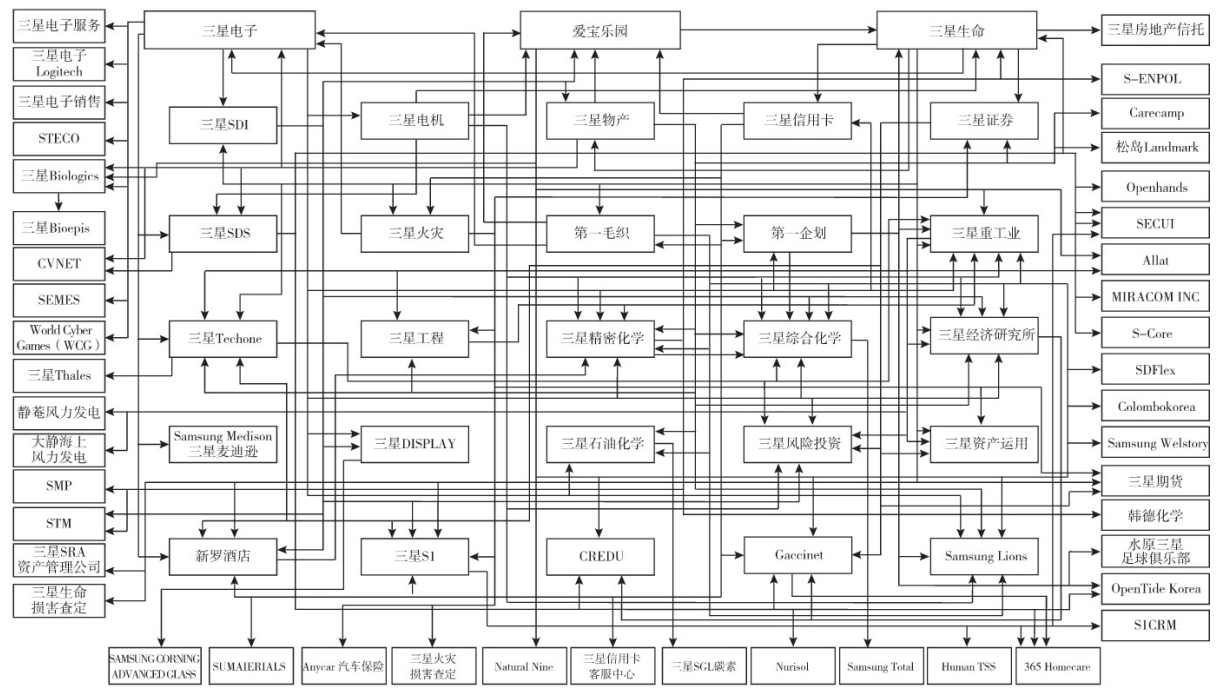 三星电子服务
三星电子
爱宝乐园
三星生命
三星房地产信托
三星电子
Logitech
S-ENPOL
三星电子销售
三星SDI
三星电机
三星物产
三星信用卡
三星证券
Carecamp
STECO
松岛Landmark
三星Biologics
Openhands
三星Bioepis
三星SDS
三星火灾
第一毛织
第一企划
三星重工业
SECUI
CVNET
Allat
SEMES
MIRACOM INC
World Cyber
Games（WCG）
三星Techone
三星工程
三星精密化学
三星综合化学
三星经济研究所
S-Core
三星Thales
SDFlex
静菴风力发电
Colombokorea
大静海上
风力发电
Samsung Medison
三星麦迪逊
三星DISPLAY
三星石油化学
三星风险投资
三星资产运用
Samsung Welstory
SMP
三星期货
STM
韩德化学
三星SRA
资产管理公司
新罗酒店
三星S1
CREDU
Gaccinet
Samsung Lions
水原三星
足球俱乐部
三星生命
损害查定
OpenTide Korea
S1CRM
SAMSUNG CORNING
ADVANCED GLASS
SUMAIERIALS
Anycar 汽车保险
三星火灾
损害查定
Natural Nine
三星信用卡
客服中心
三星SGL碳素
Nurisol
Samsung Total
Human TSS
365 Homecare